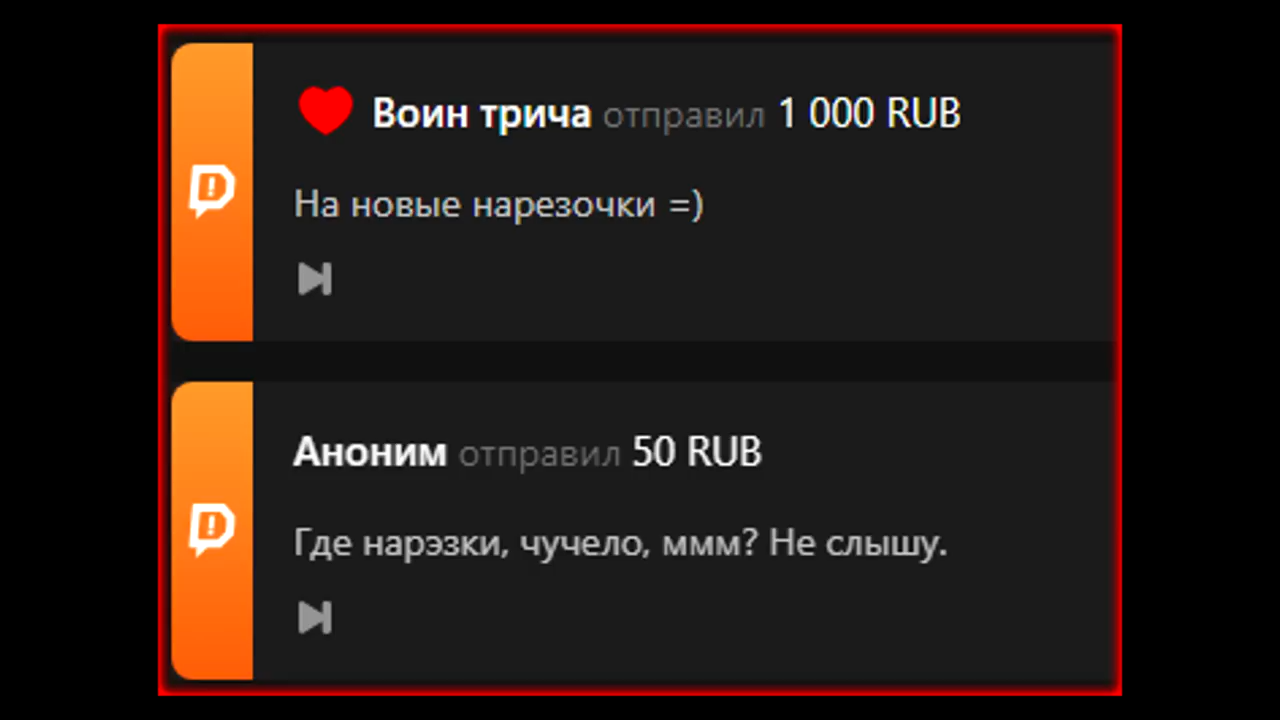 Воин трича отправил 1 000 RUB
На новые нарезочки =)
Аноним отправил 50 RUB
Где нарэзки, чучело, ммм? Не слышу.